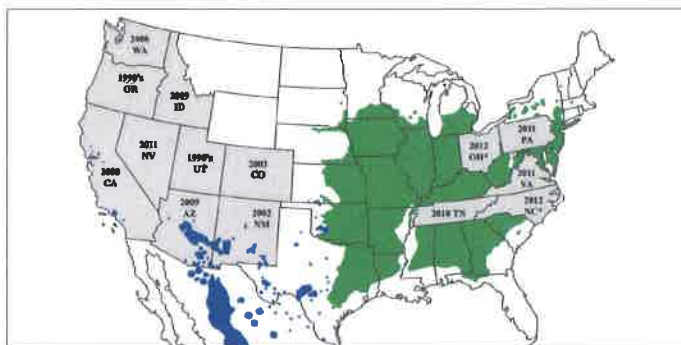 2008
WA
1990's
OR
2009
ID
2011
NV
1990's
UT
2003
CO
2000
CA
2009
AZ
2002
NM
2010 TN
2012
OH*
2011
PA
2011
VA
2012
NC*